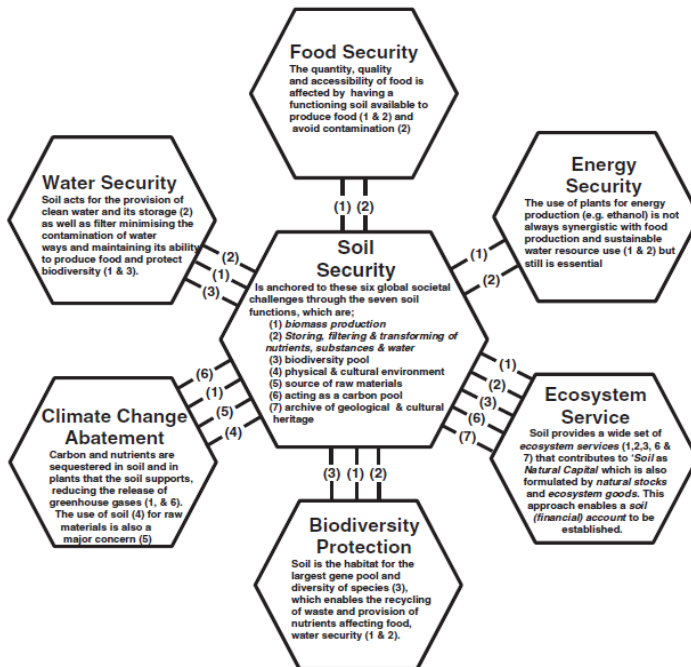 Food Security
The quantity, quality
and accessibility of food is
affected by having a
functioning soil available to
produce food (1 & 2) and
avoid contamination (2)
Water Security
Soil acts for the provision of
clean water and its storage (2)
as well as filter minimising the
contamination of water
ways and maintaining its ability
to produce food and protect
biodiversity (1 & 3).
Energy
Security
The use of plants for energy
production (e.g. ethanol) is not
always synergistic with food
production and sustainable
water resource use (1 & 2) but
still is essential
(1) (2)
(2)
(1)
(3)
(1)
(2)
Soil
Security
Is anchored to these six global societal
challenges through the seven soil
functions, which are;
(1) biomass production
(2) Storing, filtering & transforming of
nutrients, substances & water
(3) biodiversity pool
(4) physical & cultural environment
(5) source of raw materials
(6) acting as a carbon pool
(7) archive of geological & cultural
heritage
(6)
(1)
(5)
(4)
(1)
(2)
(3)
(6)
(7)
Climate Change
Abatement
Carbon and nutrients are
sequestered in soil and in
plants that the soil supports,
reducing the release of
greenhouse gases (1, & 6).
The use of soil (4) for raw
materials is also a
major concern (5)
Ecosystem
Service
Soil provides a wide set of
ecosystem services (1,2,3, 6 &
7) that contributes to 'Soil as
Natural Capital which is also
formulated by natural stocks
and ecosystem goods. This
approach enables a soil
(financial) account to be
established.
(3) (1) (2)
Biodiversity
Protection
Soil is the habitat for the
largest gene pool and
diversity of species (3),
which enables the recycling
of waste and provision of
nutrients affecting food,
water security (1 & 2).